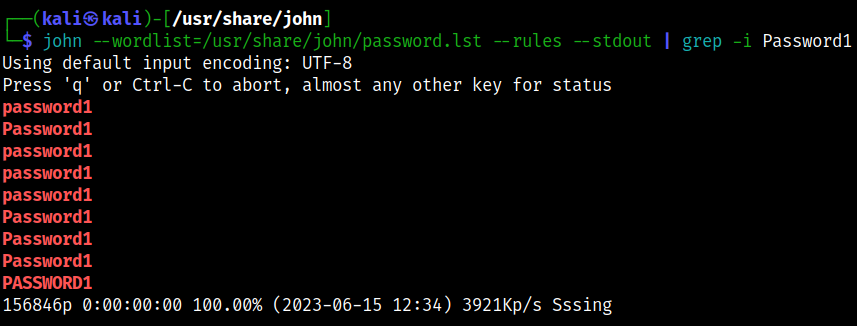 ┌──(kali㉿kali)-[/usr/share/john]
└─$ john --wordlist=/usr/share/john/password.lst --rules --stdout | grep -i Password1
Using default input encoding: UTF-8
Press 'q' or Ctrl-C to abort, almost any other key for status
password1
Password1
password1
password1
password1
Password1
Password1
Password1
PASSWORD1
156846p 0:00:00:00 100.00% (2023-06-15 12:34) 3921Kp/s Sssing